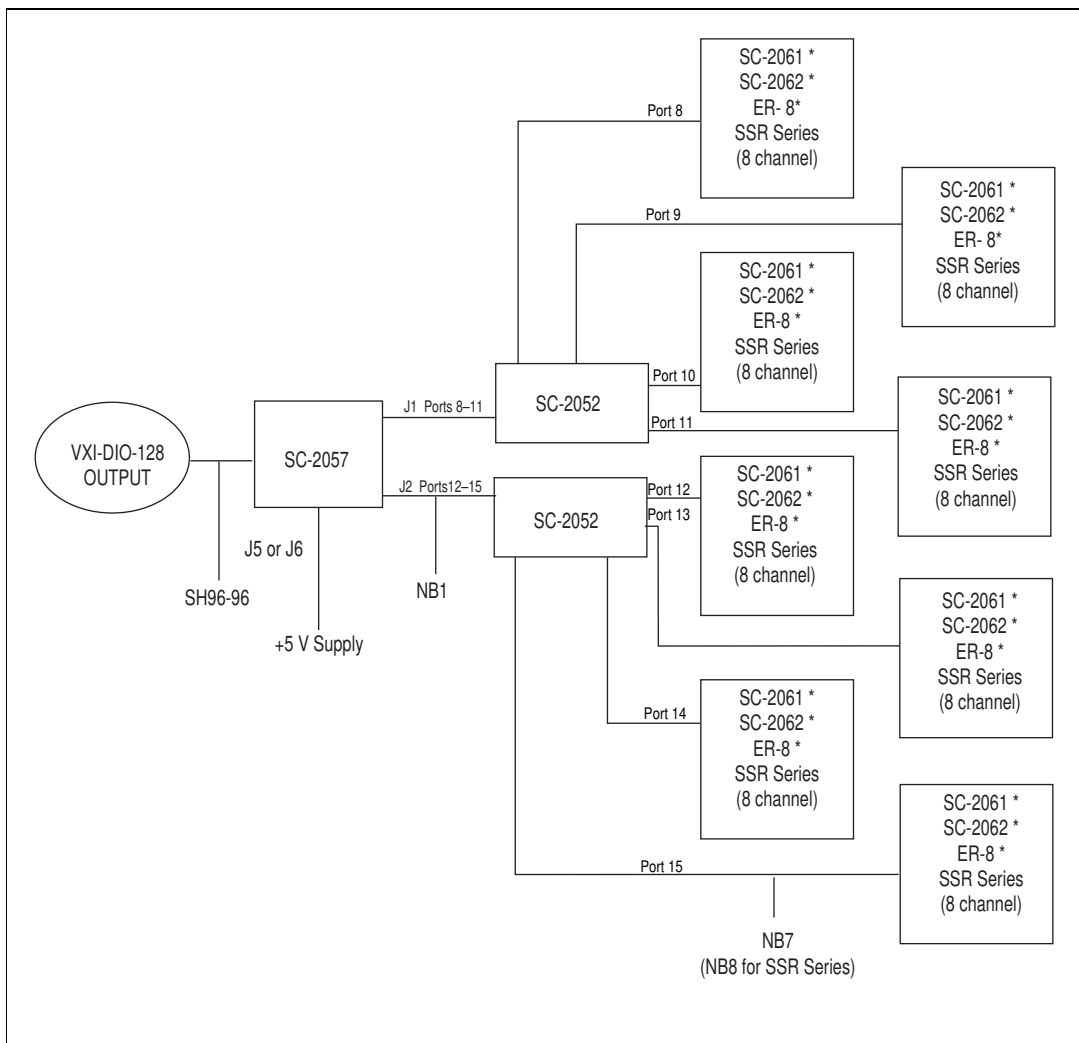 Port 8
SC-2061 *
SC-2062 *
ER- 8*
SSR Series
(8 channel)
Port 9
SC-2061 *
SC-2062 *
ER- 8*
SSR Series
(8 channel)
SC-2061 *
SC-2062 *
ER-8 *
SSR Series
(8 channel)
Port 10
SC-2052
J1 Ports 8–11
Port 11
SC-2061 *
SC-2062 *
ER-8 *
SSR Series
(8 channel)
VXI-DIO-128
OUTPUT
SC-2057
J2 Ports12–15
SC-2052
Port 12
Port 13
SC-2061 *
SC-2062 *
ER-8 *
SSR Series
(8 channel)
J5 or J6
SH96-96
NB1
+5 V Supply
SC-2061 *
SC-2062 *
ER-8 *
SSR Series
(8 channel)
Port 14
SC-2061 *
SC-2062 *
ER-8 *
SSR Series
(8 channel)
Port 15
SC-2061 *
SC-2062 *
ER-8 *
SSR Series
(8 channel)
NB7
(NB8 for SSR Series)